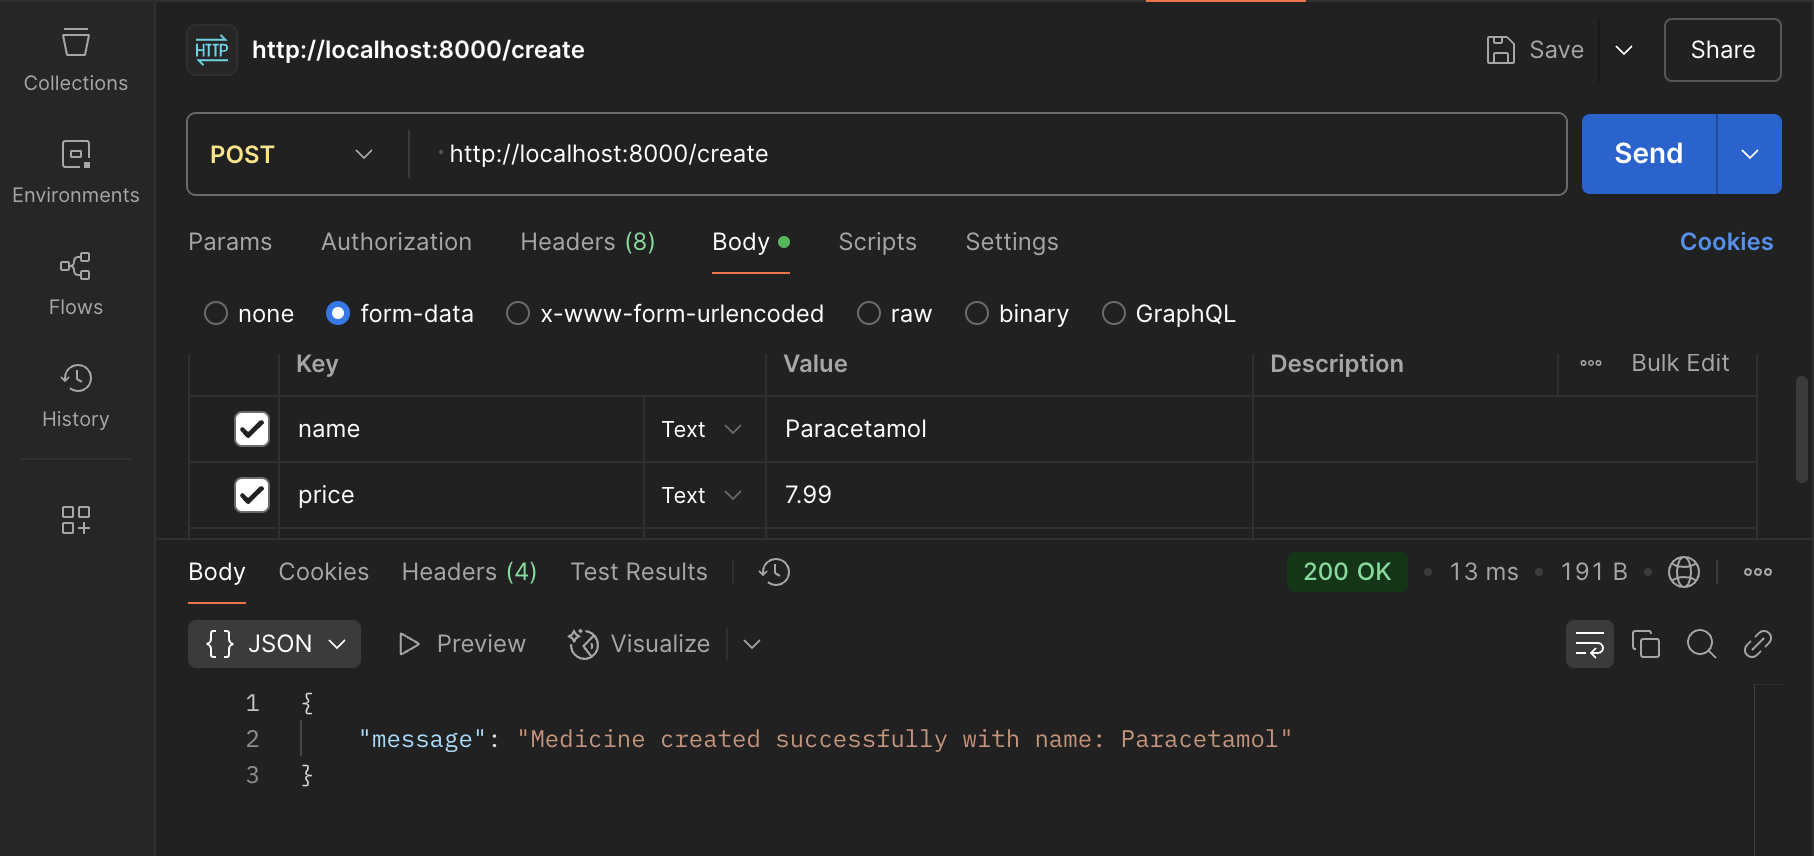 Collections
Environments
Flows
History
HTTP http://localhost:8000/create
Save
Share
POST http://localhost:8000/create
Send
Params Authorization Headers (8) Body Scripts Settings Cookies
none form-data x-www-form-urlencoded raw binary GraphQL
Key Value Description Bulk Edit
name Text Paracetamol
price Text 7.99
Body Cookies Headers (4) Test Results 200 OK 13 ms 191 B
{} JSON Preview Visualize
1 {
2 "message": "Medicine created successfully with name: Paracetamol"
3 }